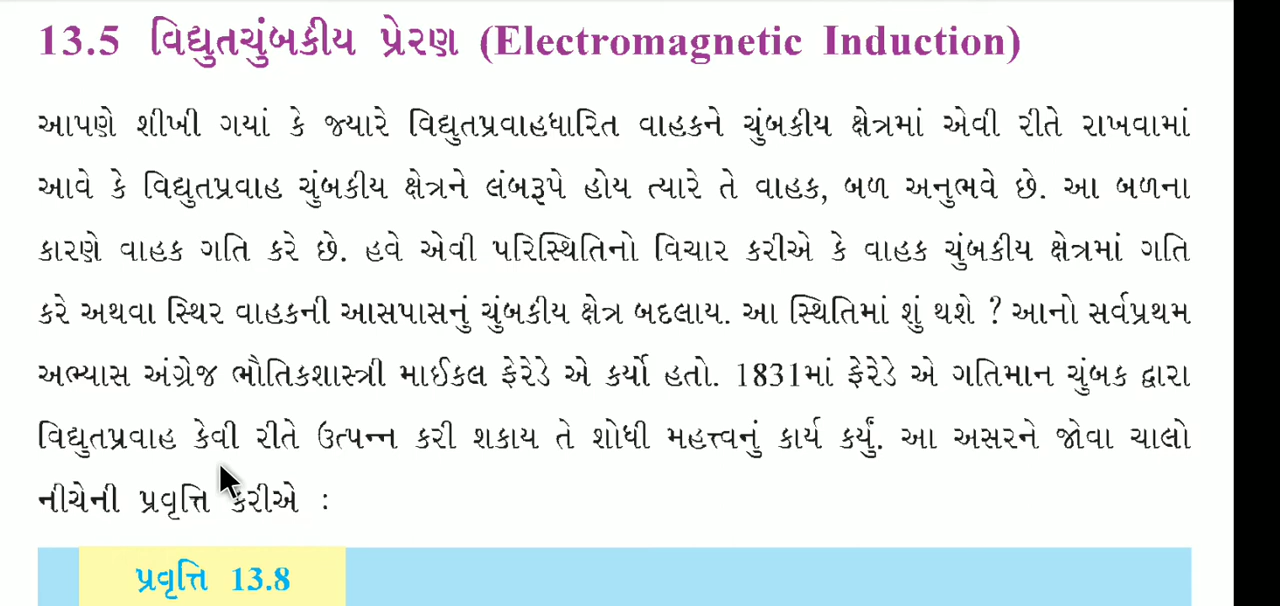 13.5 વિદ્યુતચુંબકીય પ્રેરણ (Electromagnetic Induction)
આપણે શીખી ગયાં કે જ્યારે વિદ્યુતપ્રવાહધારિત વાહકને ચુંબકીય ક્ષેત્રમાં એવી રીતે રાખવામાં
આવે કે વિદ્યુતપ્રવાહ ચુંબકીય ક્ષેત્રને લંબરૂપે હોય ત્યારે તે વાહક, બળ અનુભવે છે. આ બળના
કારણે વાહક ગતિ કરે છે. હવે એવી પરિસ્થિતિનો વિચાર કરીએ કે વાહક ચુંબકીય ક્ષેત્રમાં ગતિ
કરે અથવા સ્થિર વાહકની આસપાસનું ચુંબકીય ક્ષેત્ર બદલાય. આ સ્થિતિમાં શું થશે ? આનો સર્વપ્રથમ
અભ્યાસ અંગ્રેજ ભૌતિકશાસ્ત્રી માઈકલ ફેરેડે એ કર્યો હતો. 1831માં ફેરેડે એ ગતિમાન ચુંબક દ્વારા
વિદ્યુતપ્રવાહ કેવી રીતે ઉત્પન્ન કરી શકાય તે શોધી મહત્ત્વનું કાર્ય કર્યું. આ અસરને જોવા ચાલો
નીચેની પ્રવૃત્તિ કરીએ :
પ્રવૃત્તિ 13.8